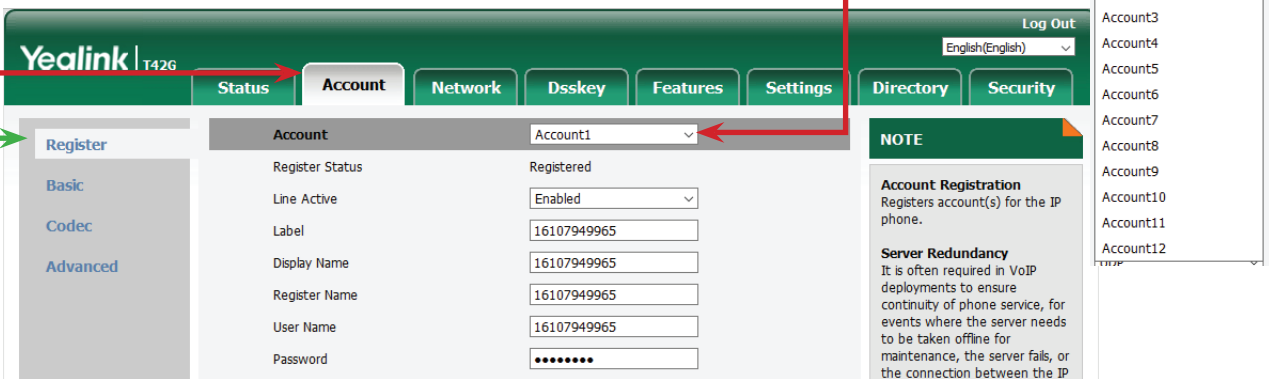 Log Out
Yealink | T42G
English(English)
Status Account Network Dsskey Features Settings Directory Security
Register
Basic
Codec
Advanced
Account Account1
Register Status Registered
Line Active Enabled
Label 16107949965
Display Name 16107949965
Register Name 16107949965
User Name 16107949965
Password ••••••••
NOTE
Account Registration
Registers account(s) for the IP
phone.
Server Redundancy
It is often required in VoIP
deployments to ensure
continuity of phone service, for
events where the server needs
to be taken offline for
maintenance, the server fails, or
the connection between the IP
Account3
Account4
Account5
Account6
Account7
Account8
Account9
Account10
Account11
Account12